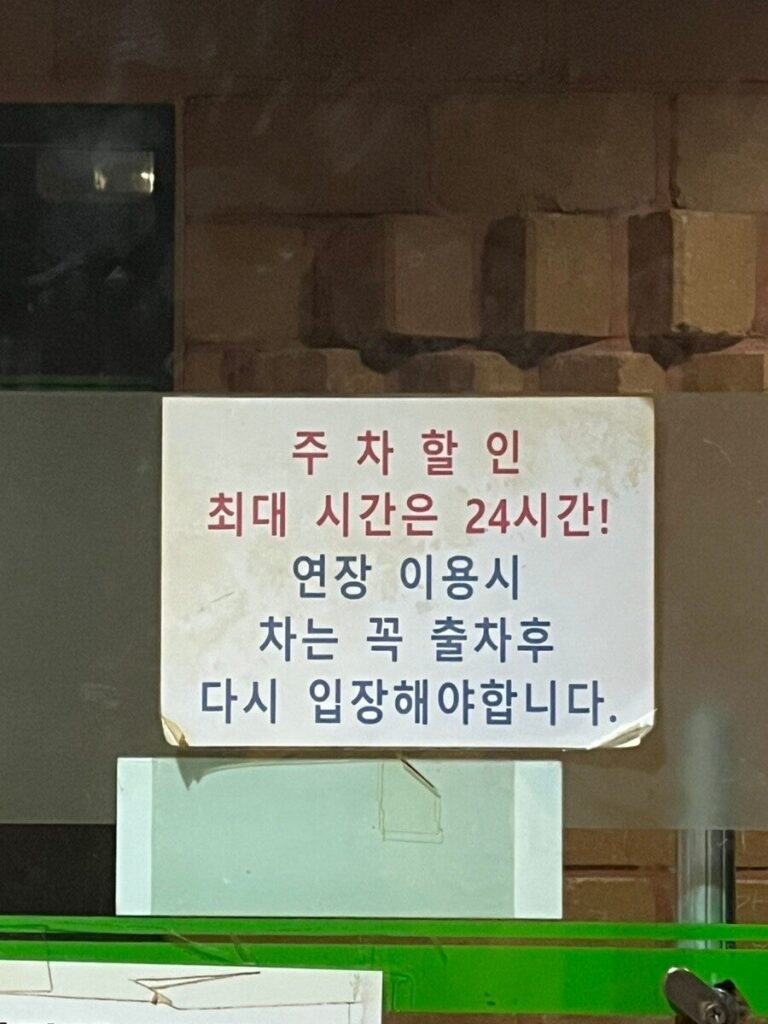 주 차 할 인
최대 시간은 24시간!
연장 이용시
차는 꼭 출차후
다시 입장해야합니다.